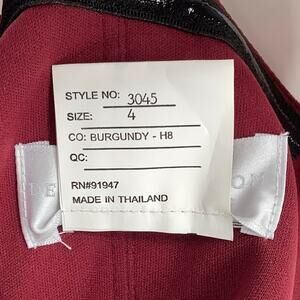 STYLE NO: 3045
SIZE: 4
CO: BURGUNDY - H8
QC:
RN#91947
MADE IN THAILAND